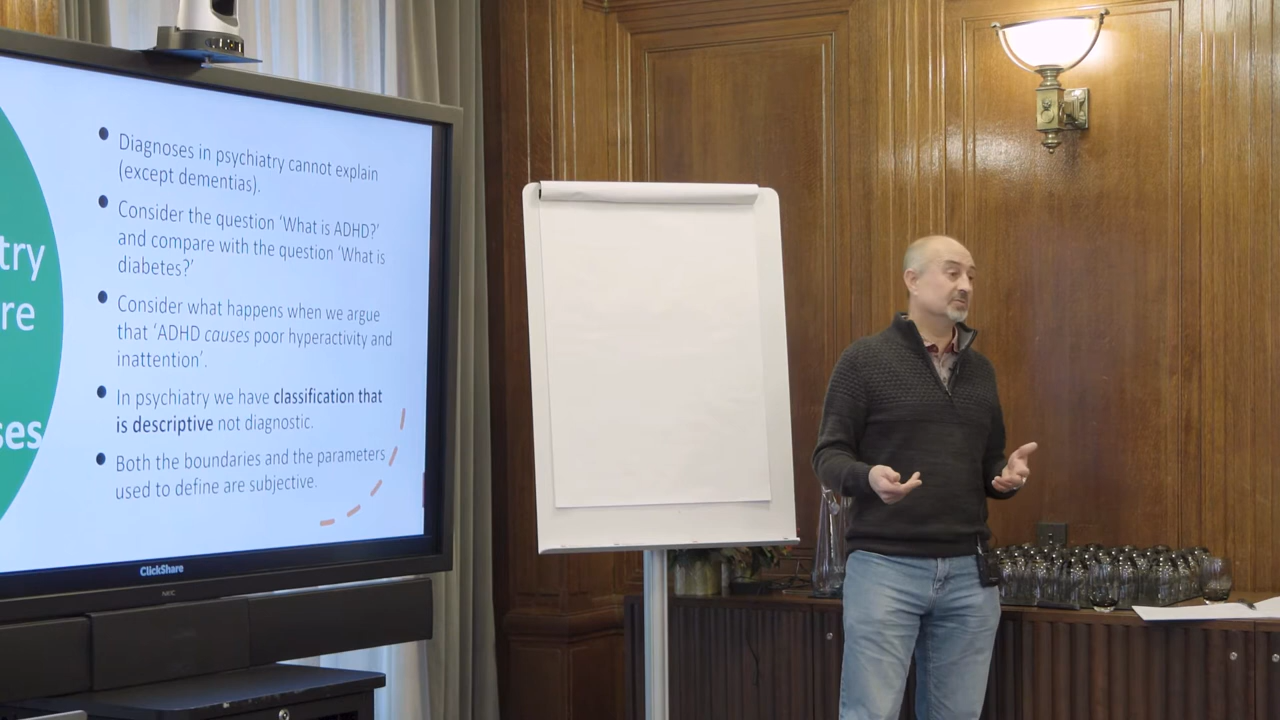 try
re
ses
Diagnoses in psychiatry cannot explain
(except dementias).
Consider the question ‘What is ADHD?’
and compare with the question ‘What is
diabetes?’
Consider what happens when we argue
that ‘ADHD causes poor hyperactivity and
inattention’.
In psychiatry we have classification that
is descriptive not diagnostic.
Both the boundaries and the parameters
used to define are subjective.
ClickShare
NEC